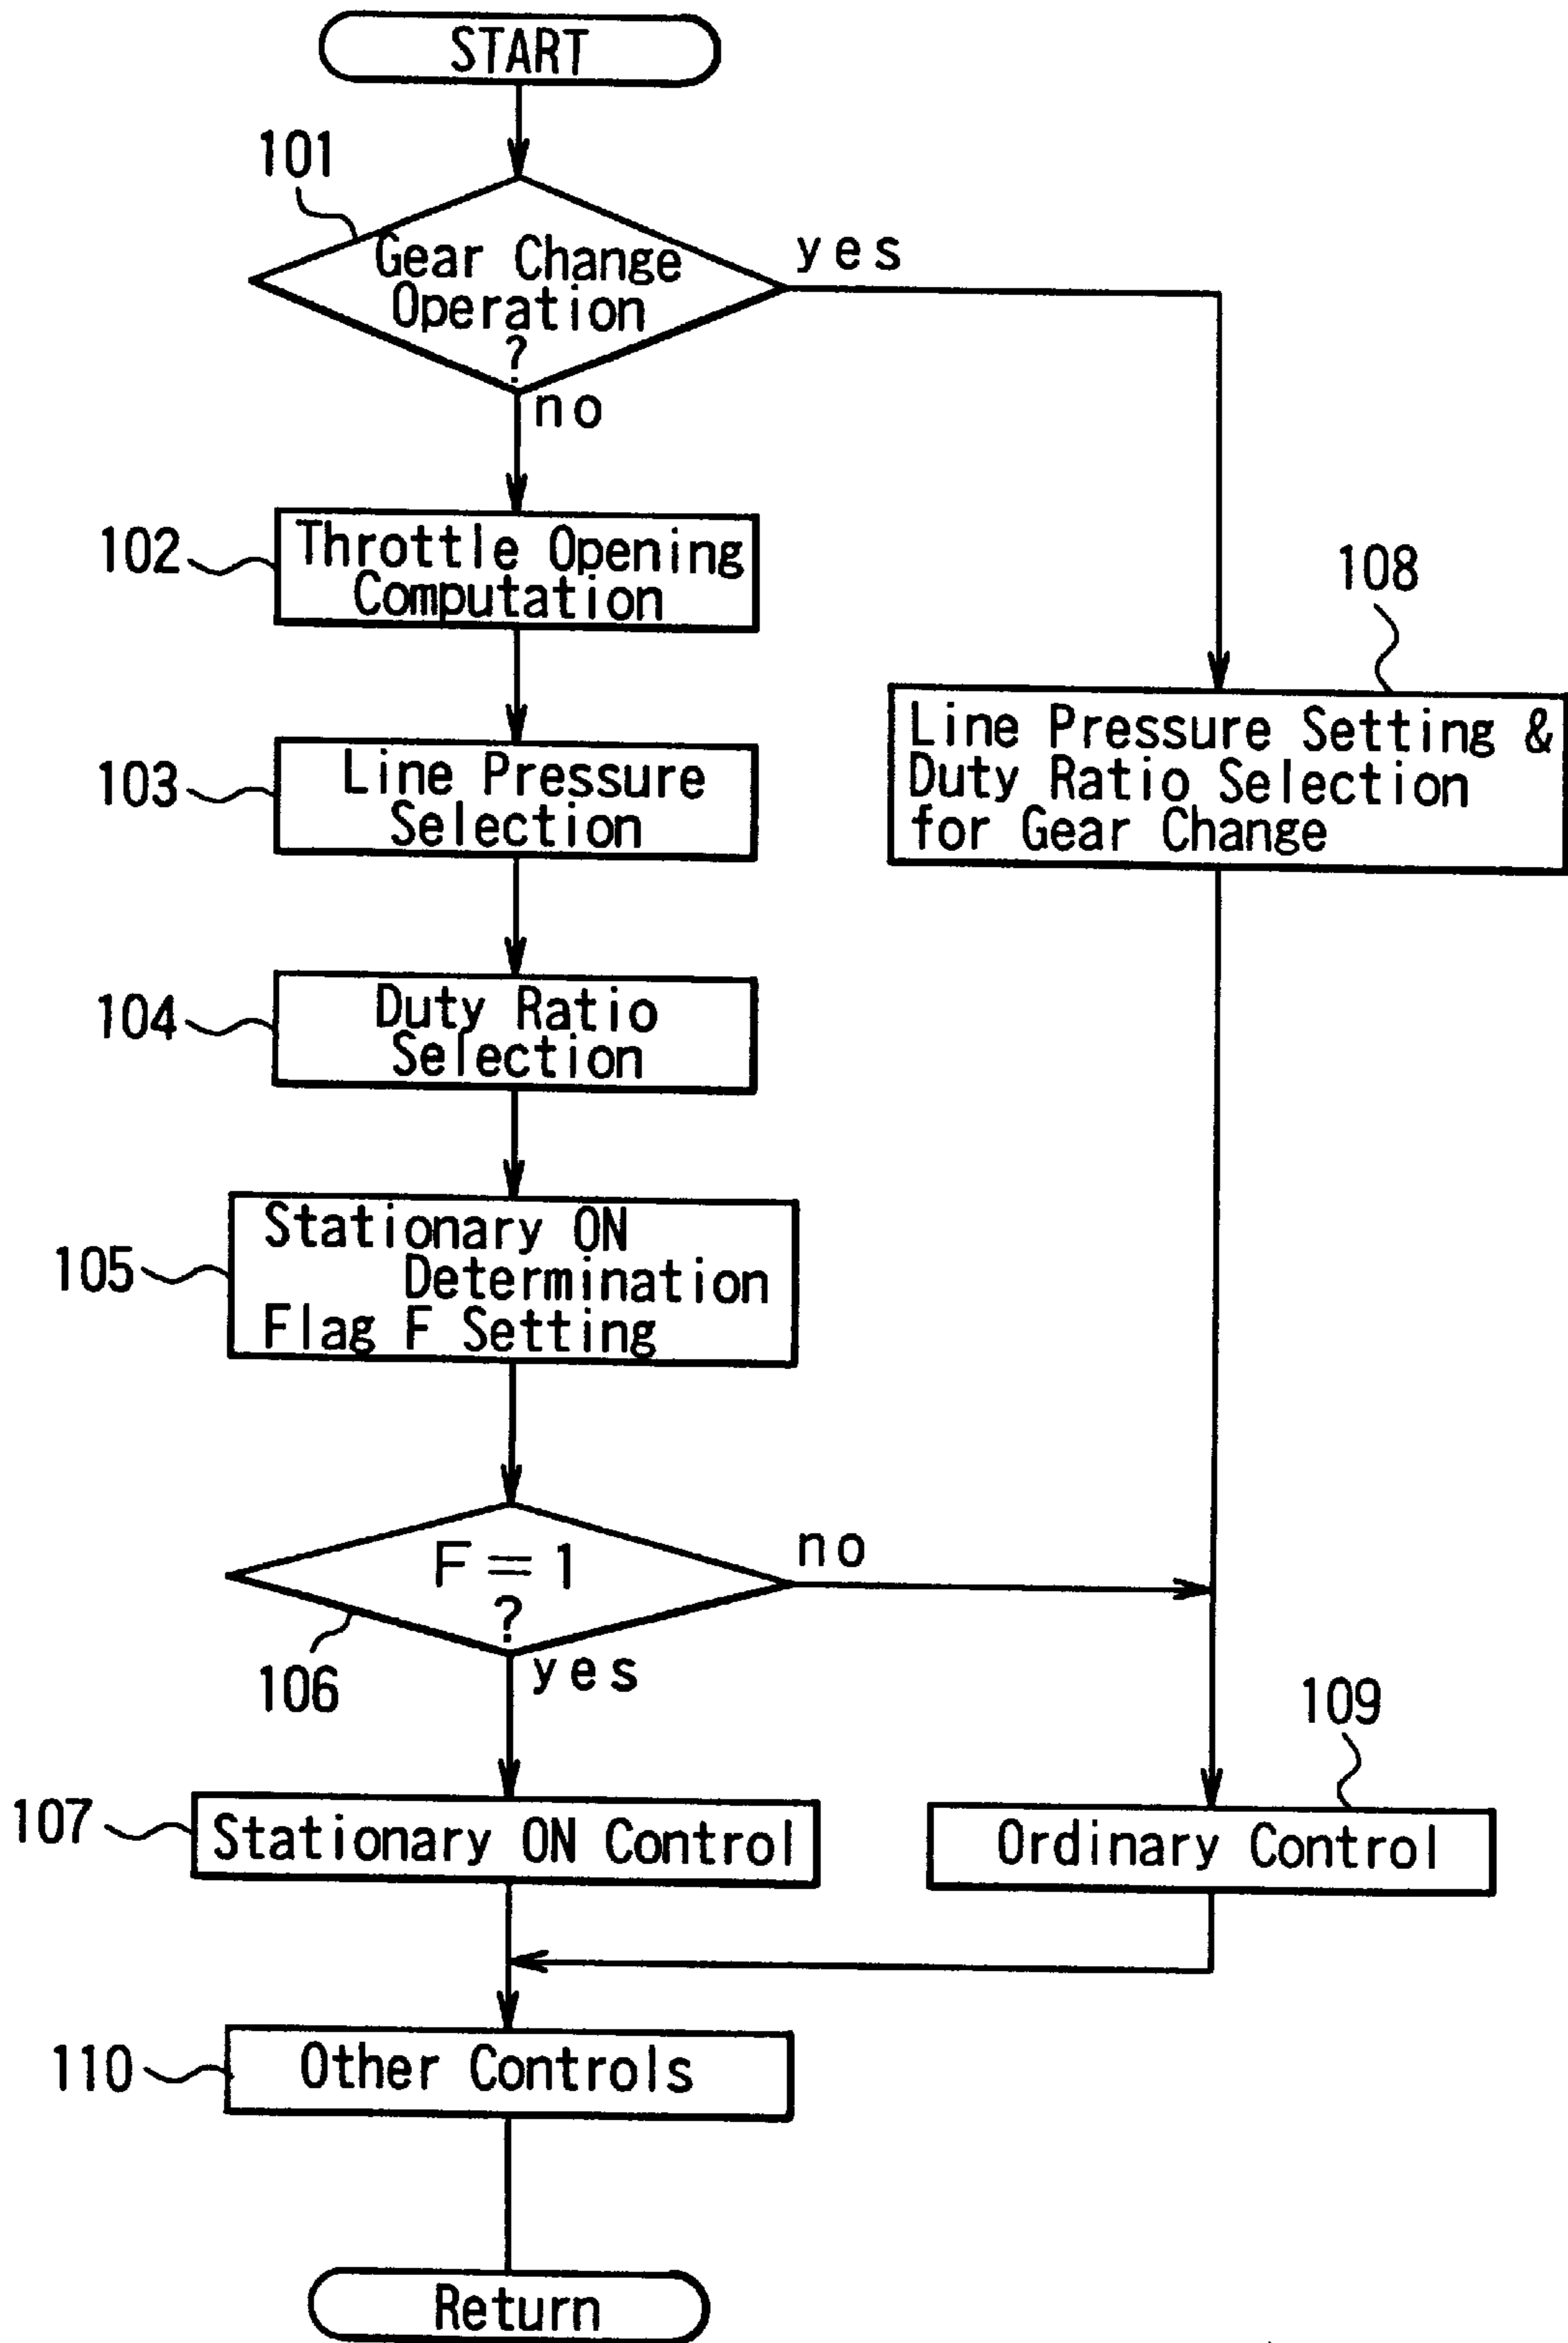 START
101
Gear Change
Operation
?
yes
no
102
Throttle Opening
Computation
108
Line Pressure Setting &
Duty Ratio Selection
for Gear Change
103
Line Pressure
Selection
104
Duty Ratio
Selection
105
Stationary ON
Determination
Flag F Setting
F = 1
?
no
106
yes
109
107
Stationary ON Control
Ordinary Control
110
Other Controls
Return